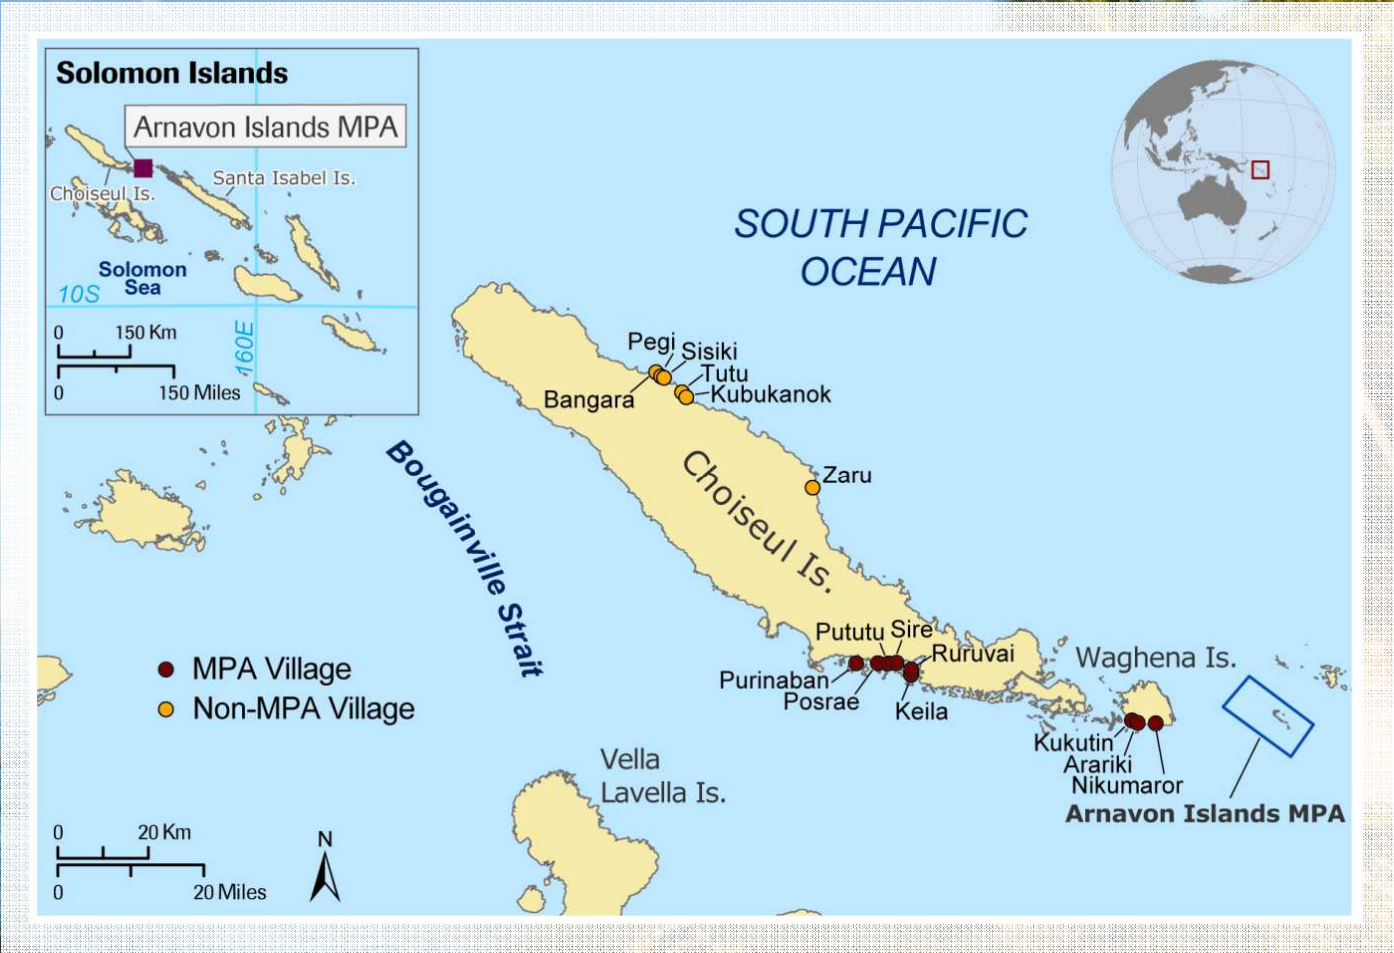 Solomon Islands
Arnavon Islands MPA
Choiseul Is.
Santa Isabel Is.
Solomon
Sea
10S
160E
0 150 Km
0 150 Miles
SOUTH PACIFIC
OCEAN
Pegi
Sisiki
Tutu
Bangara
Kubukanok
Zaru
Choiseul Is.
Bougainville Strait
Pututu
Sire
Ruruvai
Purinaban
Posrae
Keila
Waghena Is.
MPA Village
Non-MPA Village
Kukutin
Arariki
Nikumaror
Arnavon Islands MPA
Vella
Lavella Is.
0 20 Km
0 20 Miles
N